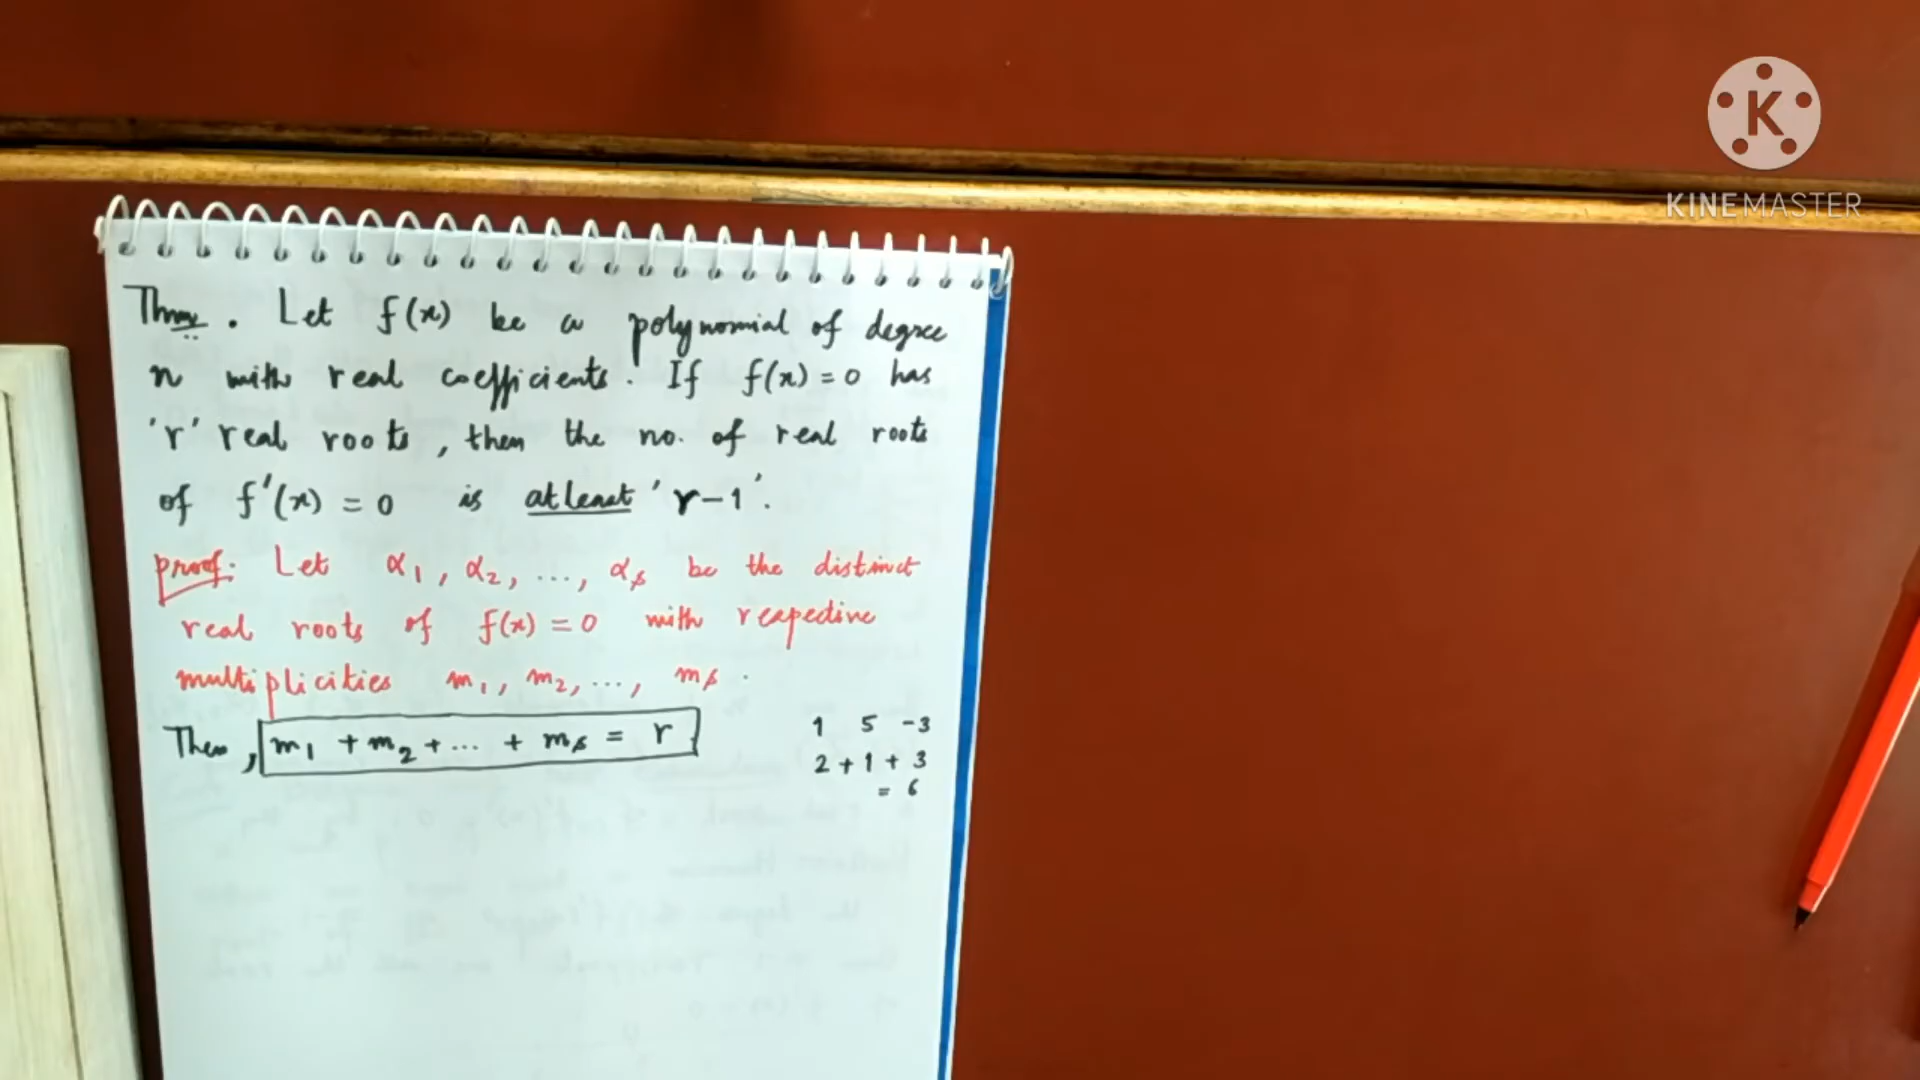 K
KINEMASTER
Thm. Let f(x) be a polynomial of degree
n with real coefficients. If f(x) = 0 has
'r' real roots, then the no. of real roots
of f'(x) = 0 is atleast 'r-1'.
proof: Let α₁, α₂, ..., αₛ be the distinct
real roots of f(x) = 0 with respective
multiplicities m₁, m₂, ..., mₛ.
Then, m₁ + m₂ + ... + mₛ = r
1 5 -3
2 + 1 + 3
= 6